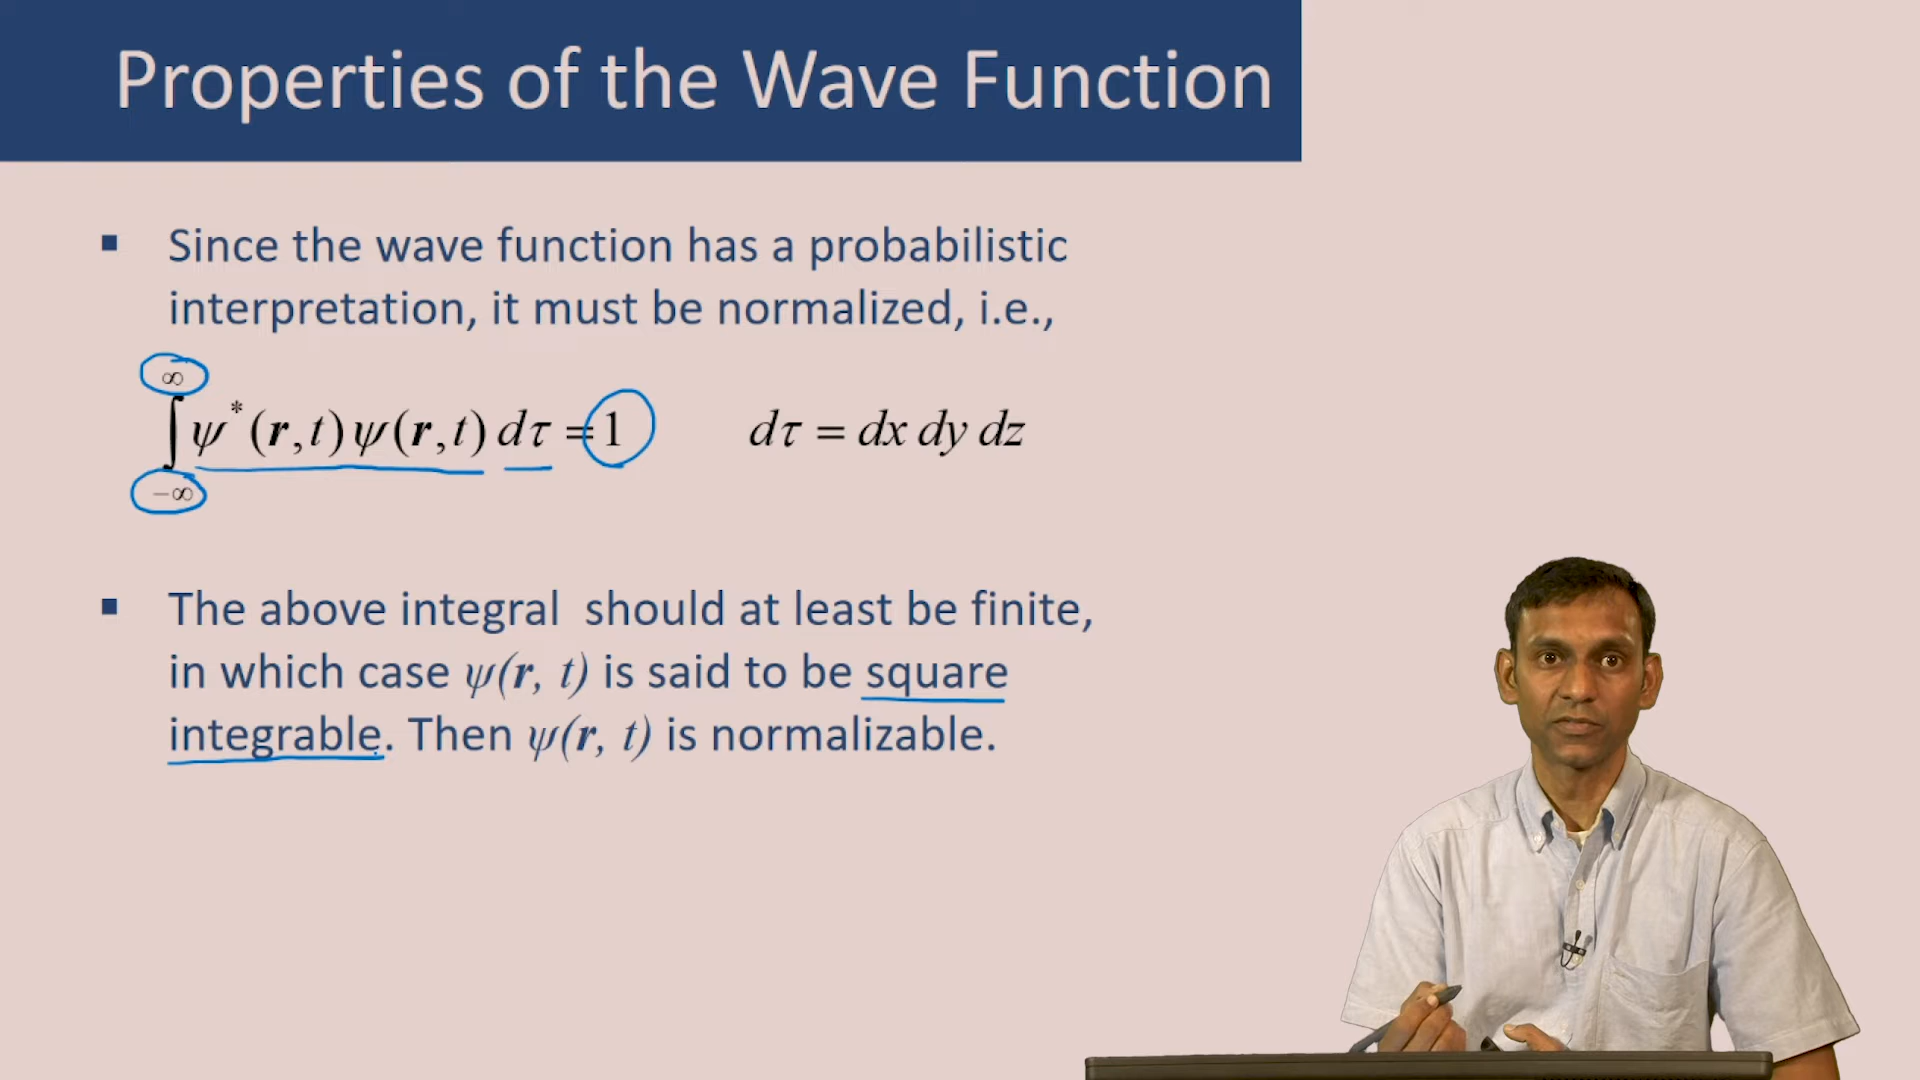 Properties of the Wave Function
▪ Since the wave function has a probabilistic
interpretation, it must be normalized, i.e.,
∫_{-∞}^{∞} ψ*(r,t)ψ(r,t) dτ = 1 dτ = dx dy dz
▪ The above integral should at least be finite,
in which case ψ(r, t) is said to be square
integrable. Then ψ(r, t) is normalizable.